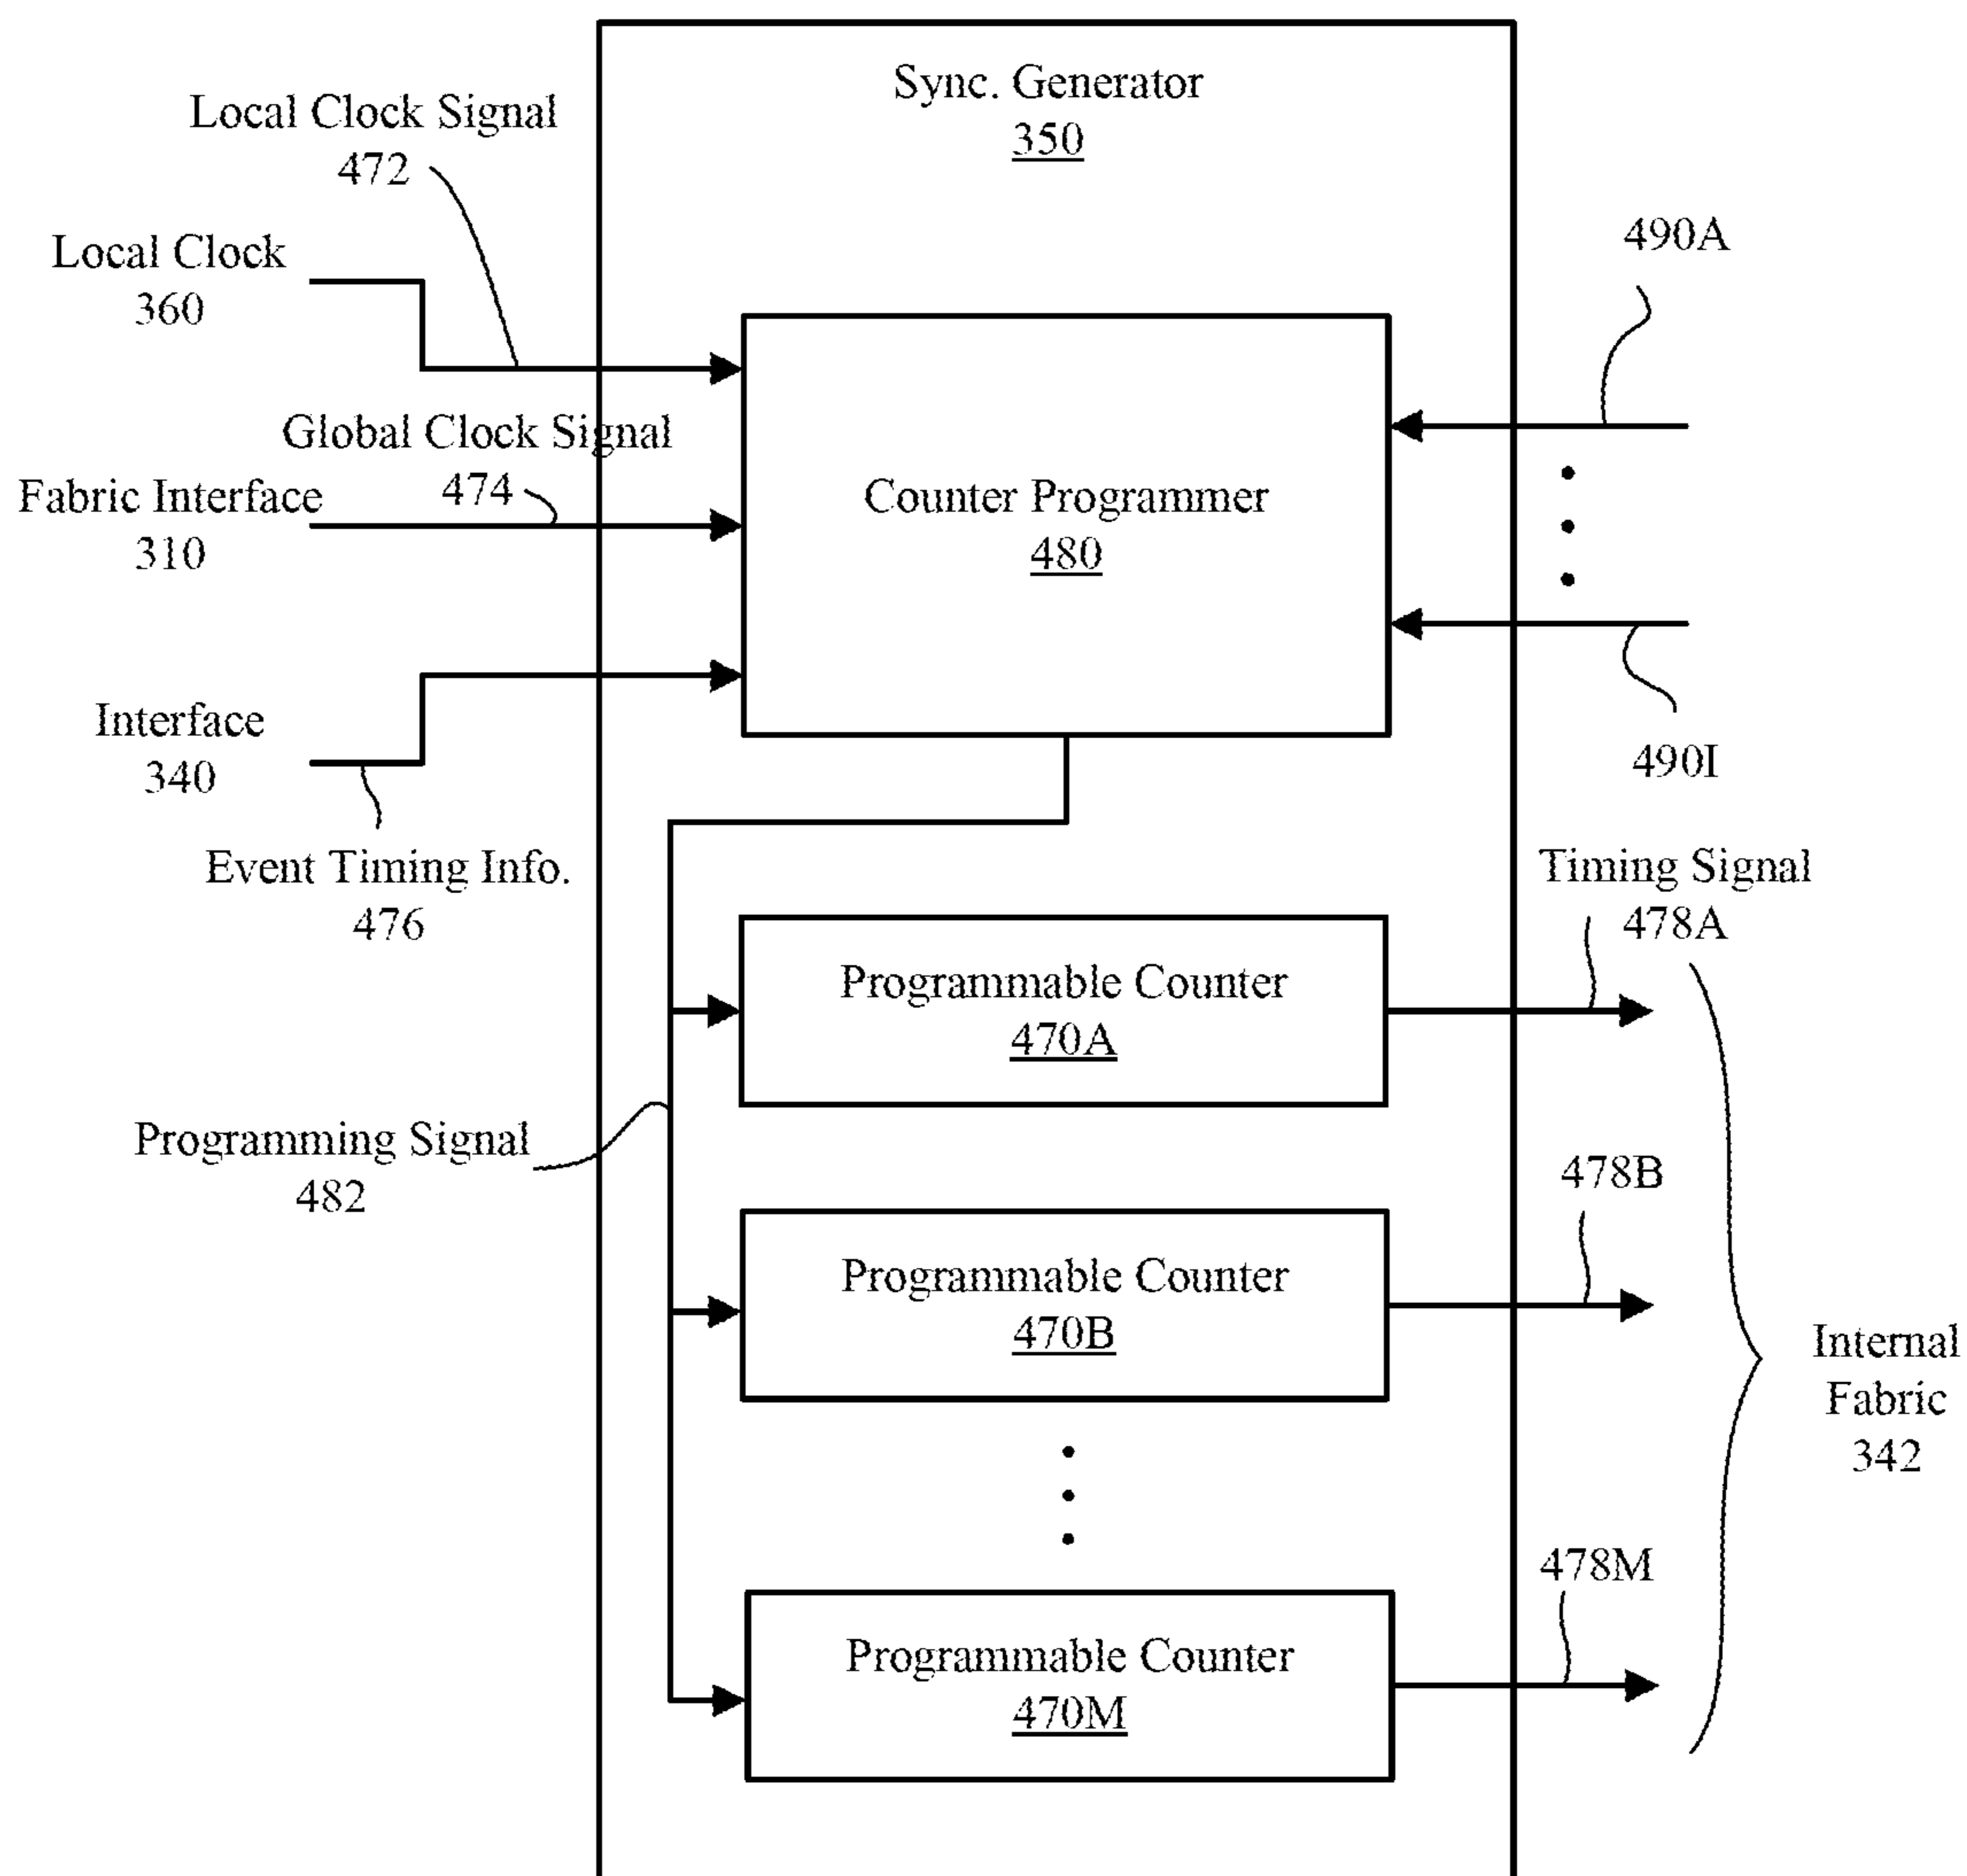 Sync. Generator
350
Local Clock Signal
472
Local Clock
360
490A
Global Clock Signal
474
Fabric Interface
310
Counter Programmer
480
Interface
340
490I
Event Timing Info.
476
Timing Signal
478A
Programmable Counter
470A
Programming Signal
482
478B
Programmable Counter
470B
Internal
Fabric
342
478M
Programmable Counter
470M